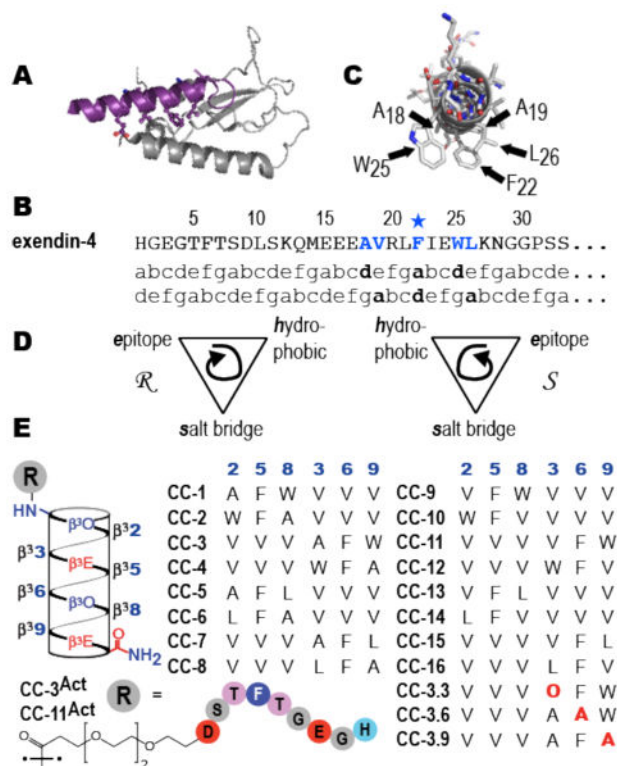 A
C
A18
A19
W25
L26
F22
B
5 10 15 20 25 30
★
exendin-4 HGEGTFTSDLSKQMEEEAVRLFIEWLKNGGPSS...
abcdefgabcdefgabcdefgabcdefgabcde...
defgabcdefgabcdefgabcdefgabcdefga...
D
epitope hydro-phobic
R
salt bridge
hydro-phobic epitope
S
salt bridge
E
R
HN
β³O β³2
β³3 β³E β³5
β³6 β³O β³8
β³9 β³E O
NH2
2 5 8 3 6 9
CC-1 A F W V V V
CC-2 W F A V V V
CC-3 V V V A F W
CC-4 V V V W F A
CC-5 A F L V V V
CC-6 L F A V V V
CC-7 V V V A F L
CC-8 V V V L F A
2 5 8 3 6 9
CC-9 V F W V V V
CC-10 W F V V V V
CC-11 V V V V F W
CC-12 V V V W F V
CC-13 V F L V V V
CC-14 L F V V V V
CC-15 V V V V F L
CC-16 V V V L F V
CC-3.3 V V V O F W
CC-3.6 V V V A A W
CC-3.9 V V V A F A
CC-3Act
CC-11Act
R =
O O 2 O D S T F T G E G H